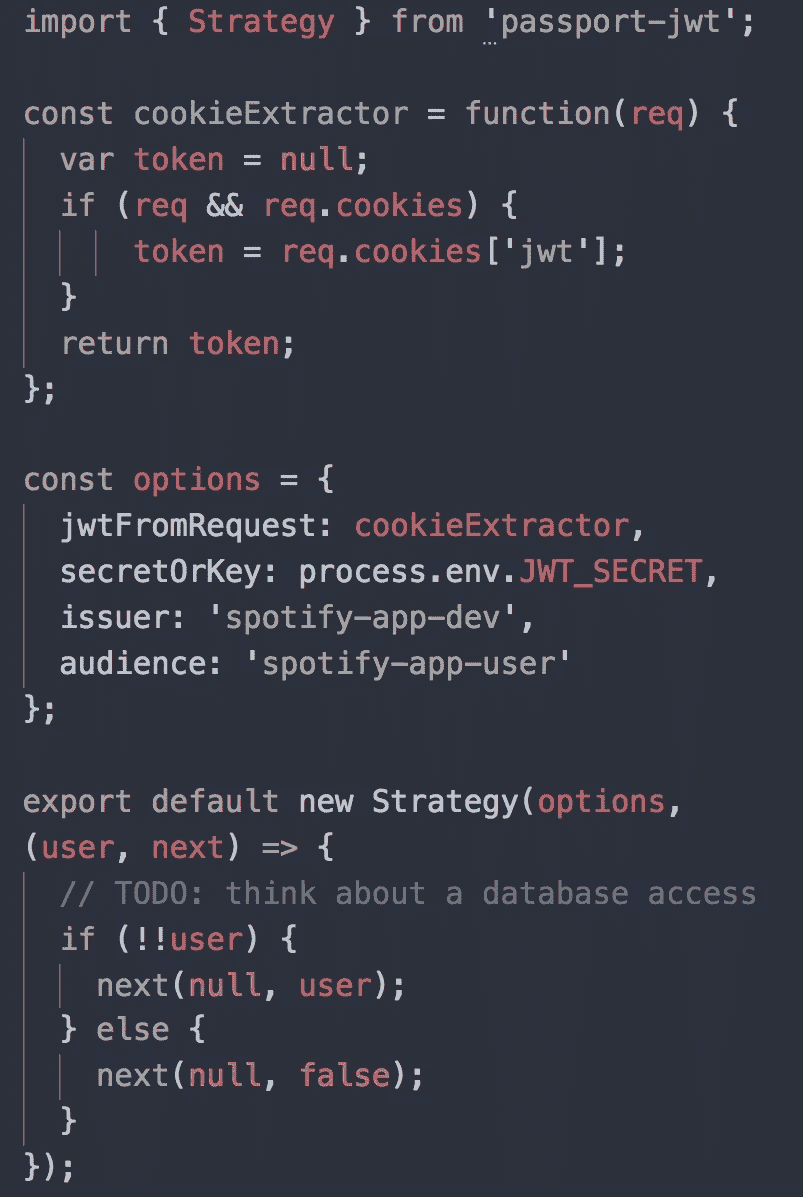 import { Strategy } from 'passport-jwt';
const cookieExtractor = function(req) {
var token = null;
if (req && req.cookies) {
token = req.cookies['jwt'];
}
return token;
};
const options = {
jwtFromRequest: cookieExtractor,
secretOrKey: process.env.JWT_SECRET,
issuer: 'spotify-app-dev',
audience: 'spotify-app-user'
};
export default new Strategy(options,
(user, next) => {
// TODO: think about a database access
if (!!user) {
next(null, user);
} else {
next(null, false);
}
});